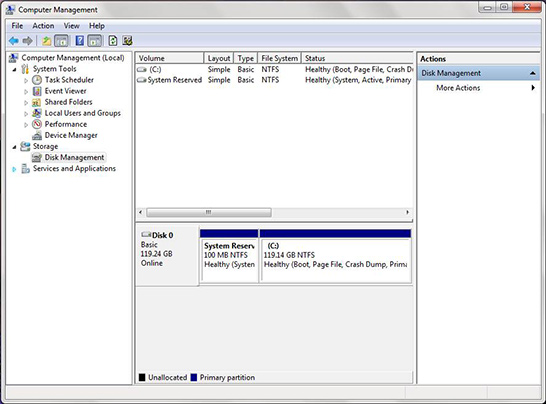 Computer Management
File Action View Help
Computer Management (Local)
System Tools
Task Scheduler
Event Viewer
Shared Folders
Local Users and Groups
Performance
Device Manager
Storage
Disk Management
Services and Applications
Volume Layout Type File System Status
(C:) Simple Basic NTFS Healthy (Boot, Page File, Crash D
System Reserved Simple Basic NTFS Healthy (System, Active, Primary
Disk 0
Basic
119.24 GB
Online
System Reserv
100 MB NTFS
Healthy (System
(C:)
119.14 GB NTFS
Healthy (Boot, Page File, Crash Dump, Prima
Unallocated Primary partition
Actions
Disk Management
More Actions